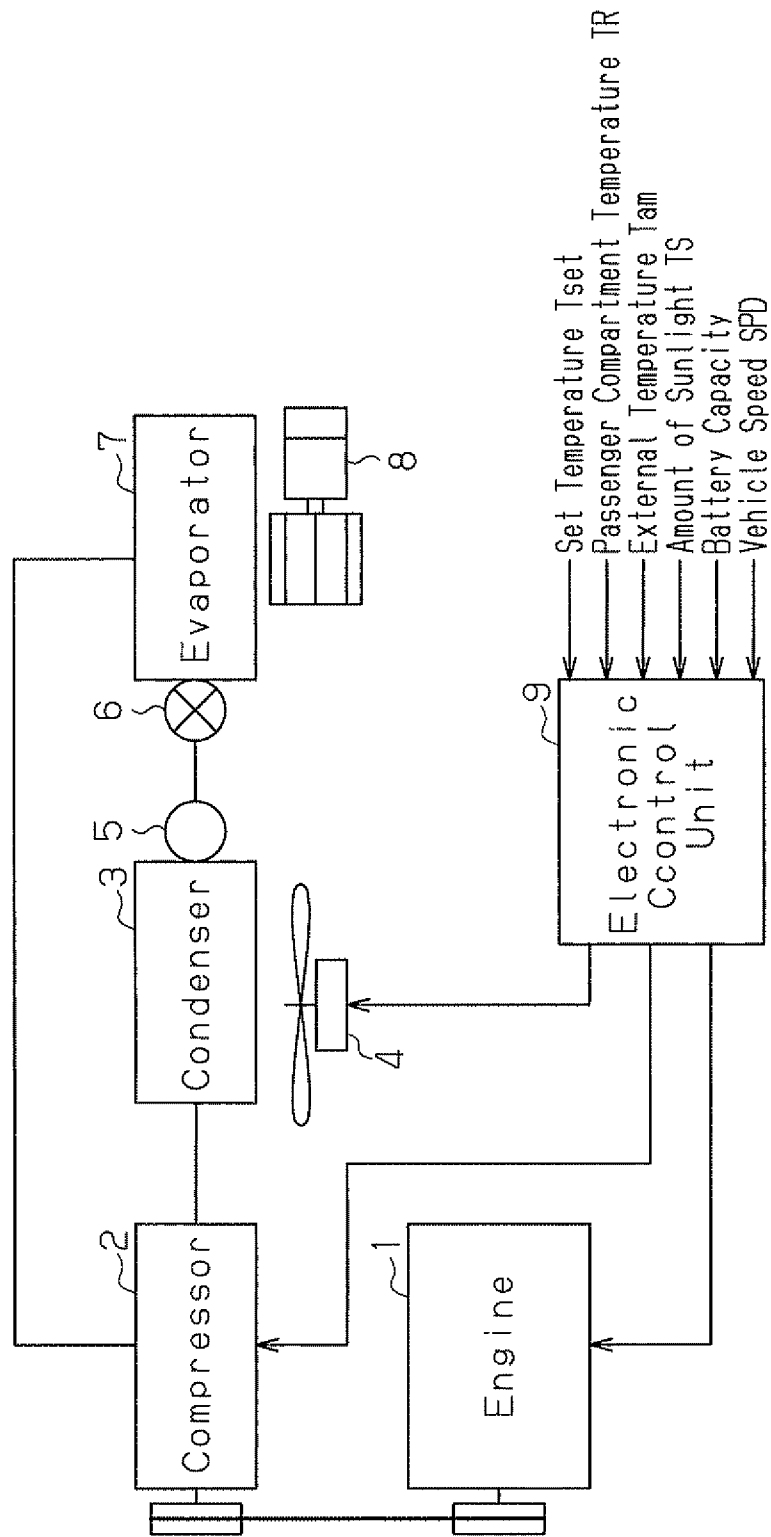 7
Evaporator
6
5
3
Condenser
2
Compressor
8
4
1
Engine
9
Electronic
Ccontrol
Unit
Set Temperature Tset
Passenger Compartment Temperature TR
External Temperature Tam
Amount of Sunlight TS
Battery Capacity
Vehicle Speed SPD